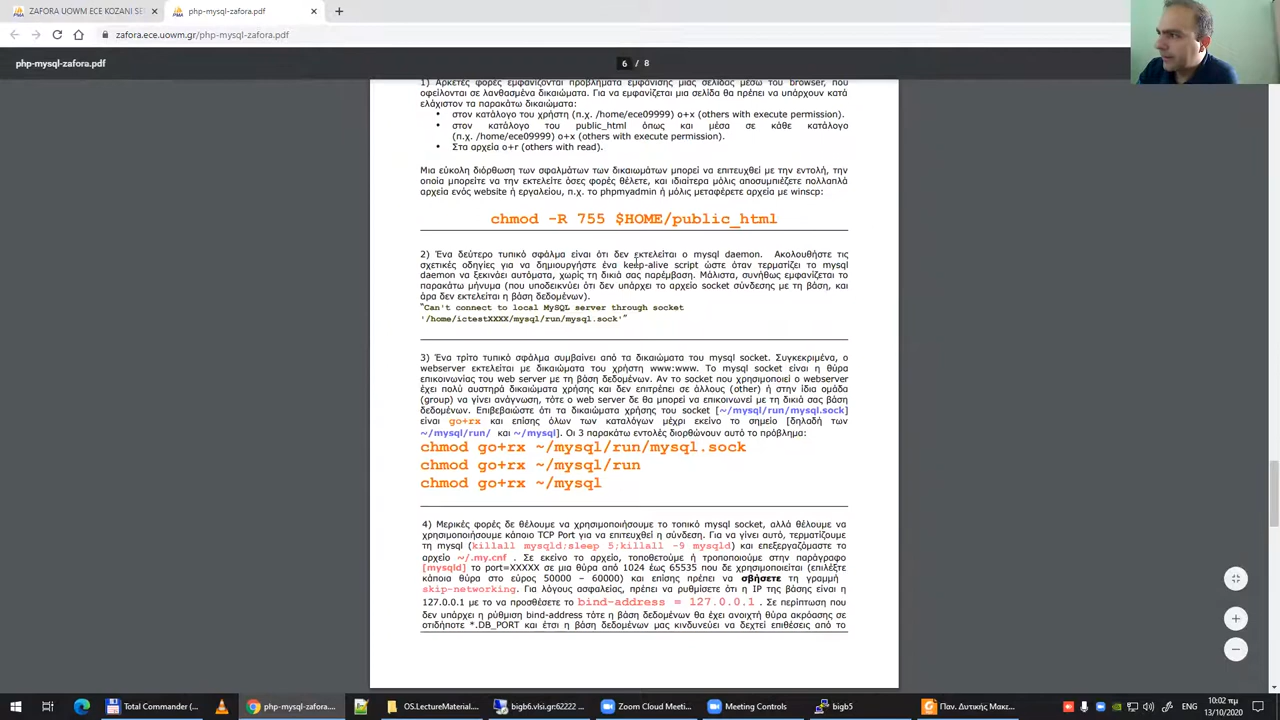 ZAFORA UOWM ECE KOZANI SE
php-mysql-zafora.pdf
zafora.ece.uowm.gr/php-mysql-zafora.pdf
php-mysql-zafora.pdf
6 / 8
1) Αρκετές φορές εμφανίζονται προβλήματα εμφάνισης μιας σελίδας μέσω του browser, που
οφείλονται σε λανθασμένα δικαιώματα. Για να εμφανίζεται μια σελίδα θα πρέπει να υπάρχουν κατά
ελάχιστον τα παρακάτω δικαιώματα:
• στον κατάλογο του χρήστη (π.χ. /home/ece09999) o+x (others with execute permission).
• στον κατάλογο του public_html όπως και μέσα σε κάθε κατάλογο
(π.χ. /home/ece09999) o+x (others with execute permission).
• Στα αρχεία o+r (others with read).
Μια εύκολη διόρθωση των σφαλμάτων των δικαιωμάτων μπορεί να επιτευχθεί με την εντολή, την
οποία μπορείτε να την εκτελείτε όσες φορές θέλετε, και ιδιαίτερα μόλις αποσυμπιέζετε πολλαπλά
αρχεία ενός website ή εργαλείου, π.χ. το phpmyadmin ή μόλις μεταφέρετε αρχεία με winscp:
chmod -R 755 $HOME/public_html
2) Ένα δεύτερο τυπικό σφάλμα είναι ότι δεν εκτελείται ο mysql daemon. Ακολουθήστε τις
σχετικές οδηγίες για να δημιουργήστε ένα keep-alive script ώστε όταν τερματίζει το mysql
daemon να ξεκινάει αυτόματα, χωρίς τη δικιά σας παρέμβαση. Μάλιστα, συνήθως εμφανίζεται το
παρακάτω μήνυμα (που υποδεικνύει ότι δεν υπάρχει το αρχείο socket σύνδεσης με τη βάση, και
άρα δεν εκτελείται η βάση δεδομένων).
"Can't connect to local MySQL server through socket
'/home/ictestXXXX/mysql/run/mysql.sock'"
3) Ένα τρίτο τυπικό σφάλμα συμβαίνει από τα δικαιώματα του mysql socket. Συγκεκριμένα, ο
webserver εκτελείται με δικαιώματα του χρήστη www:www. Το mysql socket είναι η θύρα
επικοινωνίας του web server με τη βάση δεδομένων. Αν το socket που χρησιμοποιεί ο webserver
έχει πολύ αυστηρά δικαιώματα χρήσης και δεν επιτρέπει σε άλλους (other) ή στην ίδια ομάδα
(group) να γίνει ανάγνωση, τότε ο web server δε θα μπορεί να επικοινωνεί με τη δικιά σας βάση
δεδομένων. Επιβεβαιώστε ότι τα δικαιώματα χρήσης του socket [~/mysql/run/mysql.sock]
είναι go+rx και επίσης όλων των καταλόγων μέχρι εκείνο το σημείο [δηλαδή των
~/mysql/run/ και ~/mysql]. Οι 3 παρακάτω εντολές διορθώνουν αυτό το πρόβλημα:
chmod go+rx ~/mysql/run/mysql.sock
chmod go+rx ~/mysql/run
chmod go+rx ~/mysql
4) Μερικές φορές δε θέλουμε να χρησιμοποιήσουμε το τοπικό mysql socket, αλλά θέλουμε να
χρησιμοποιήσουμε κάποιο TCP Port για να επιτευχθεί η σύνδεση. Για να γίνει αυτό, τερματίζουμε
τη mysql (killall mysqld;sleep 5;killall -9 mysqld) και επεξεργαζόμαστε το
αρχείο ~/.my.cnf . Σε εκείνο το αρχείο, τοποθετούμε ή τροποποιούμε στην παράγραφο
[mysqld] το port=XXXXX σε μια θύρα από 1024 έως 65535 που δε χρησιμοποιείται (επιλέξτε
κάποια θύρα στο εύρος 50000 – 60000) και επίσης πρέπει να σβήσετε τη γραμμή
skip-networking. Για λόγους ασφαλείας, πρέπει να ρυθμίσετε ότι η IP της βάσης είναι η
127.0.0.1 με το να προσθέσετε το bind-address = 127.0.0.1 . Σε περίπτωση που
δεν υπάρχει η ρύθμιση bind-address τότε η βάση δεδομένων θα έχει ανοιχτή θύρα ακρόασης σε
οτιδήποτε *.DB_PORT και έτσι η βάση δεδομένων μας κινδυνεύει να δεχτεί επιθέσεις από το
Total Commander (...
php-mysql-zafora....
OS.LectureMaterial....
bigb6.vlsi.gr:62222 ...
Zoom Cloud Meet...
Meeting Controls
bigb5
Παν. Δυτικής Μακε...
ENG
10:02 πμ
13/10/2020